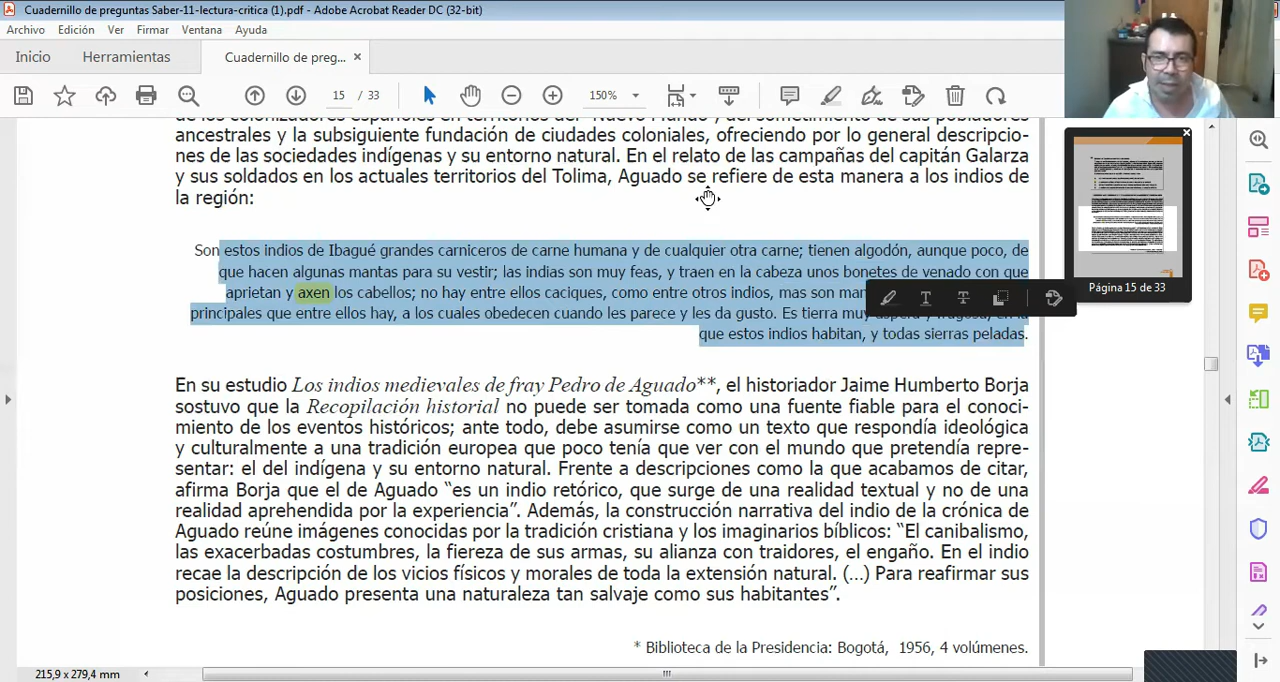 Cuadernillo de preguntas Saber-11-lectura-critica (1).pdf - Adobe Acrobat Reader DC (32-bit)
Archivo Editar Ver Firmar Ventana Ayuda
Inicio Herramientas Cuadernillo de preg... ×
15 / 33 150%
ancestrales y la subsiguiente fundación de ciudades coloniales, ofreciendo por lo general descripcio-
nes de las sociedades indígenas y su entorno natural. En el relato de las campañas del capitán Galarza
y sus soldados en los actuales territorios del Tolima, Aguado se refiere de esta manera a los indios de
la región:
Son estos indios de Ibagué grandes carniceros de carne humana y de cualquier otra carne; tienen algodón, aunque poco, de
que hacen algunas mantas para su vestir; las indias son muy feas, y traen en la cabeza unos bonetes de venado con que
aprietan y axen los cabellos; no hay entre ellos caciques, como entre otros indios, mas son
principales que entre ellos hay, a los cuales obedecen cuando les parece y les da gusto. Es tierra muy
que estos indios habitan, y todas sierras peladas.
Página 15 de 33
En su estudio Los indios medievales de fray Pedro de Aguado**, el historiador Jaime Humberto Borja
sostuvo que la Recopilación historial no puede ser tomada como una fuente fiable para el conoci-
miento de los eventos históricos; ante todo, debe asumirse como un texto que respondía ideológica
y culturalmente a una tradición europea que poco tenía que ver con el mundo que pretendía repre-
sentar: el del indígena y su entorno natural. Frente a descripciones como la que acabamos de citar,
afirma Borja que el de Aguado “es un indio retórico, que surge de una realidad textual y no de una
realidad aprehendida por la experiencia”. Además, la construcción narrativa del indio de la crónica de
Aguado reúne imágenes conocidas por la tradición cristiana y los imaginarios bíblicos: “El canibalismo,
las exacerbadas costumbres, la fiereza de sus armas, su alianza con traidores, el engaño. En el indio
recae la descripción de los vicios físicos y morales de toda la extensión natural. (...) Para reafirmar sus
posiciones, Aguado presenta una naturaleza tan salvaje como sus habitantes”.
* Biblioteca de la Presidencia: Bogotá, 1956, 4 volúmenes.
215,9 x 279,4 mm